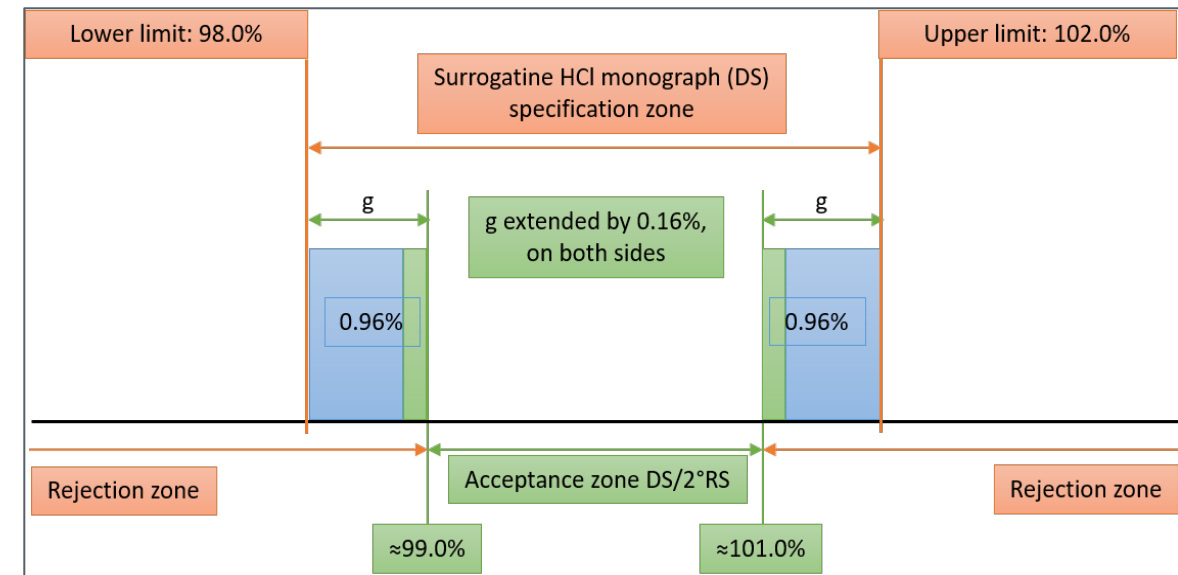 Lower limit: 98.0%
Upper limit: 102.0%
Surrogatine HCl monograph (DS)
specification zone
g
g
g extended by 0.16%,
on both sides
0.96%
0.96%
Acceptance zone DS/2°RS
Rejection zone
Rejection zone
≈99.0%
≈101.0%